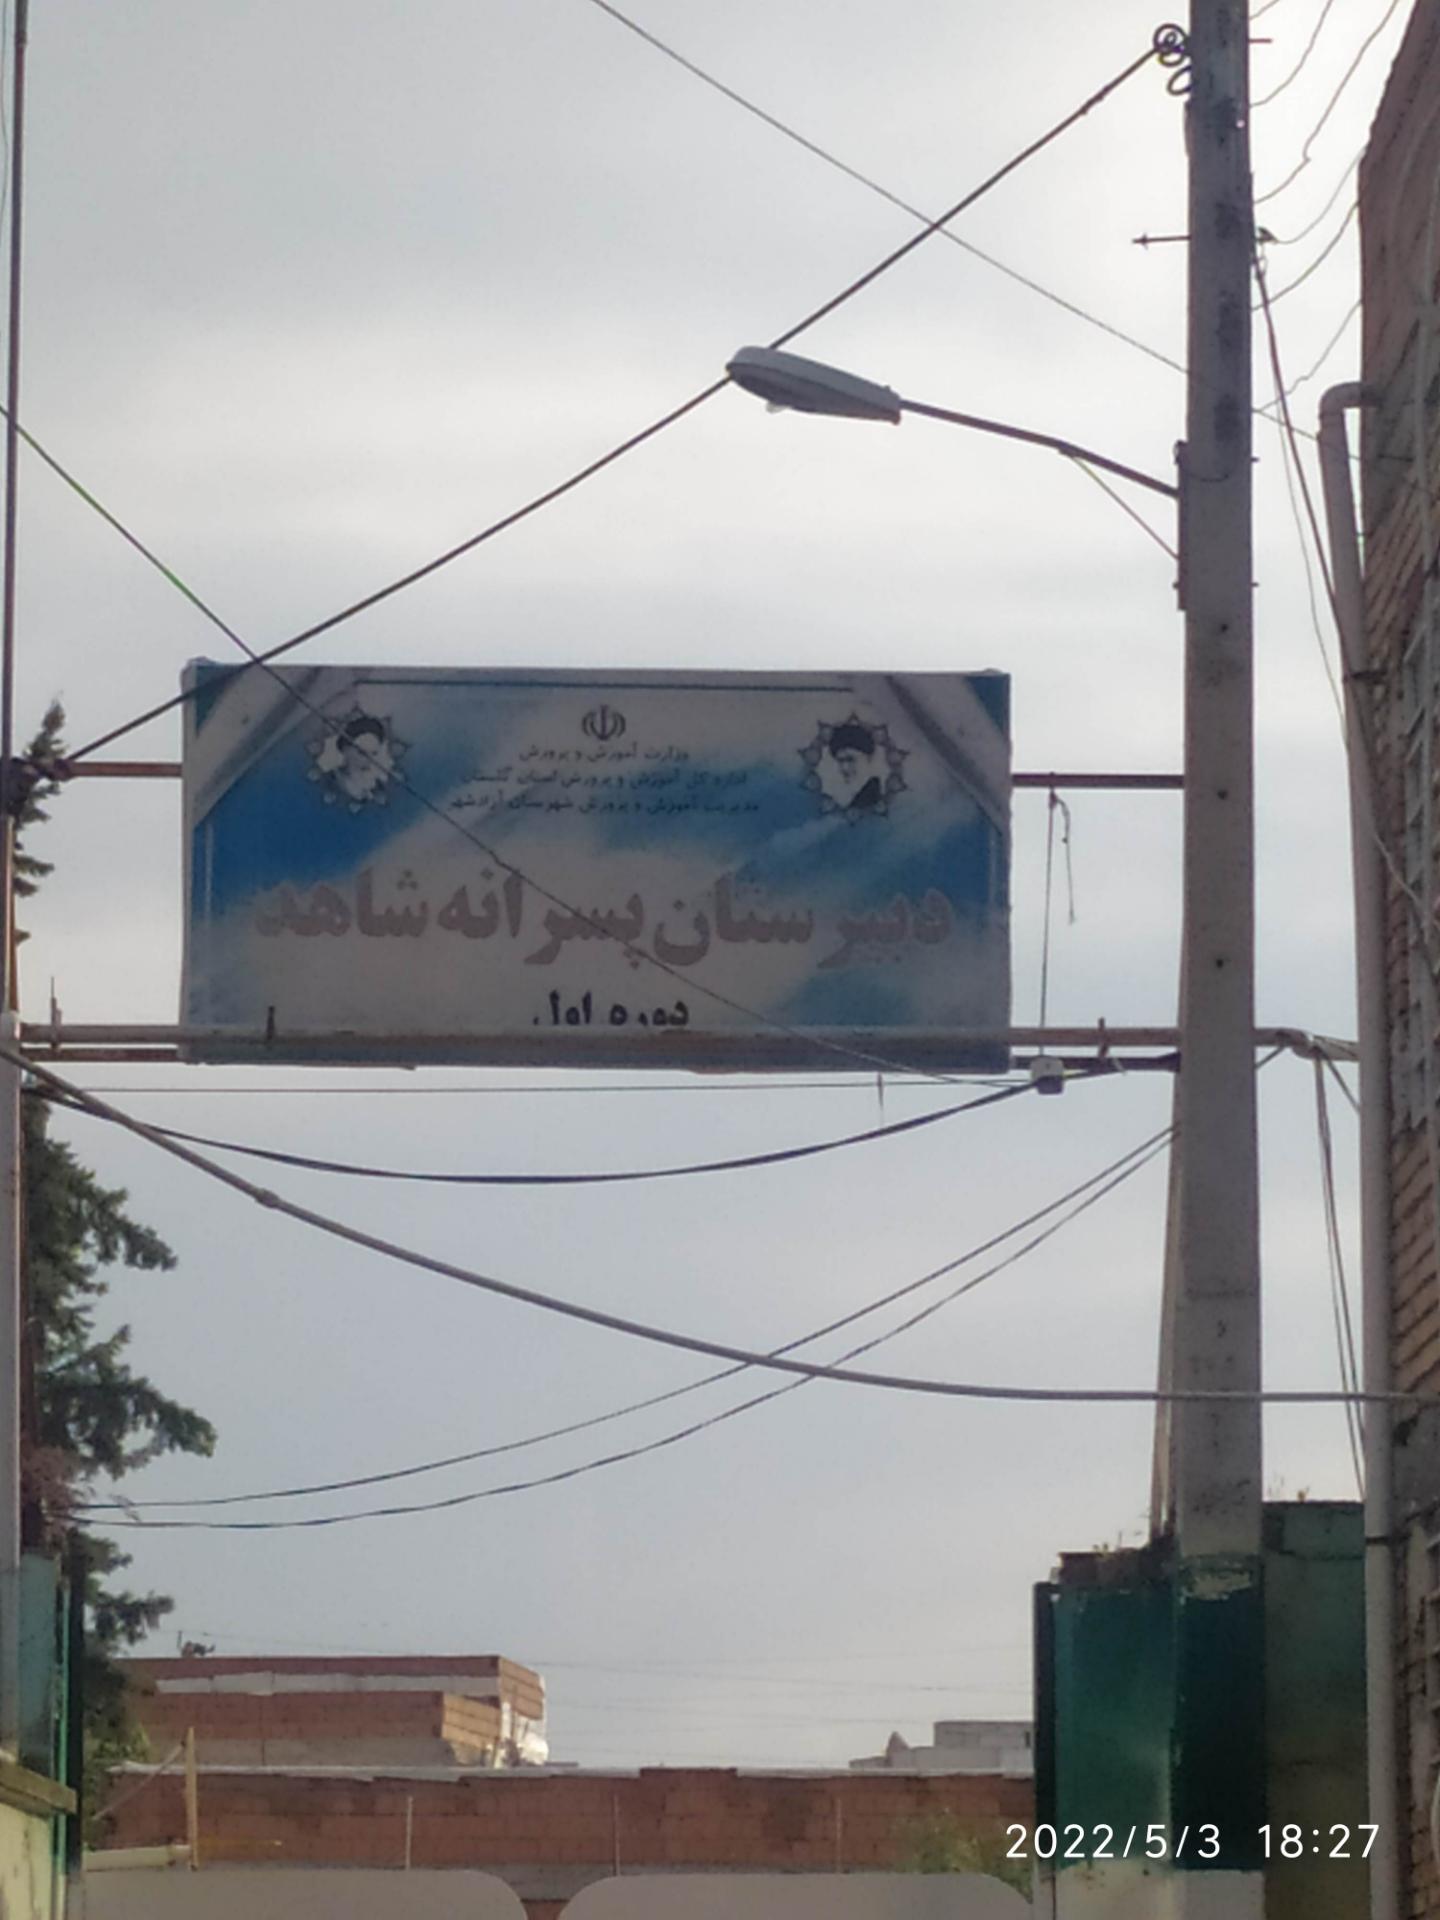 وزارت آموزش و پرورش
اداره کل آموزش و پرورش استان گلستان
مدیریت آموزش و پرورش شهرستان آزادشهر
دبیرستان پسرانه شاهد
دوره اول
2022/5/3 18:27